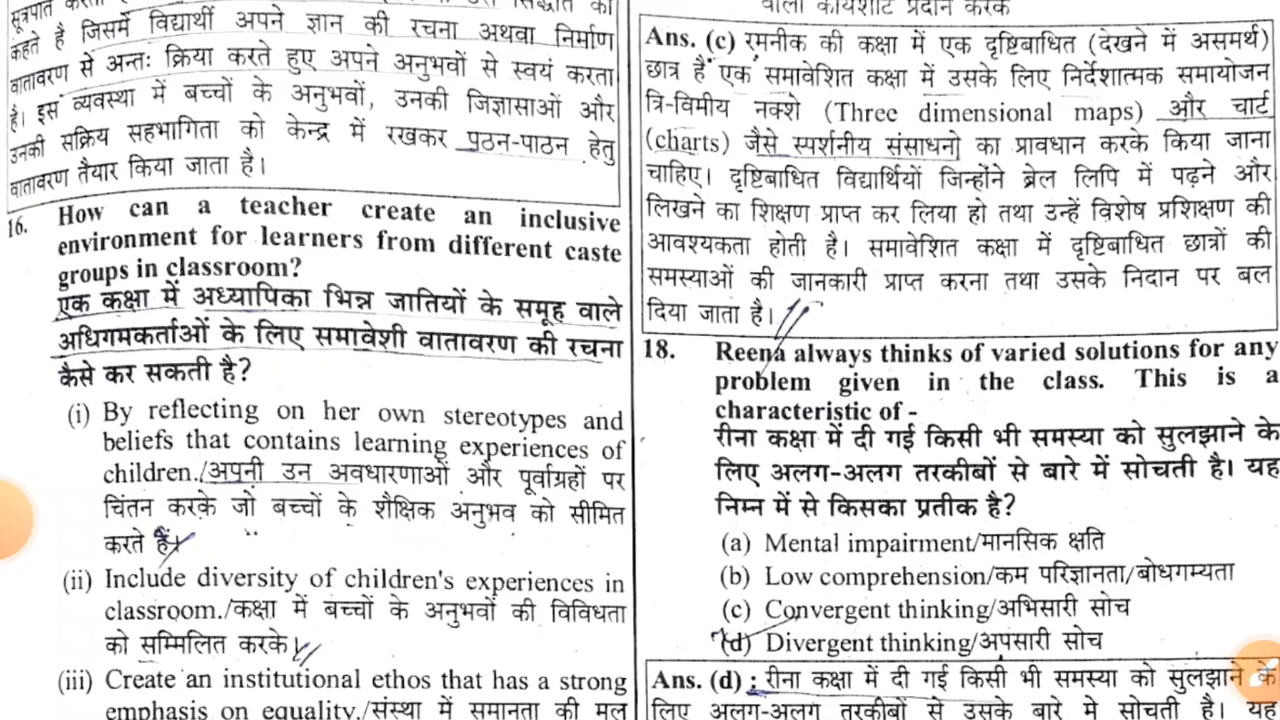 कहते है जिसमें विद्यार्थी अपने ज्ञान की रचना अथवा निर्माण
वातावरण से अन्तः क्रिया करते हुए अपने अनुभवों से स्वयं करता
है। इस व्यवस्था में बच्चों के अनुभवों, उनकी जिज्ञासाओं और
उनकी सक्रिय सहभागिता को केन्द्र में रखकर पठन-पाठन हेतु
वातावरण तैयार किया जाता है।
16. How can a teacher create an inclusive
environment for learners from different caste
groups in classroom?
एक कक्षा में अध्यापिका भिन्न जातियों के समूह वाले
अधिगमकर्ताओं के लिए समावेशी वातावरण की रचना
कैसे कर सकती है?
(i) By reflecting on her own stereotypes and
beliefs that contains learning experiences of
children./अपनी उन अवधारणाओं और पूर्वाग्रहों पर
चिंतन करके जो बच्चों के शैक्षिक अनुभव को सीमित
करते हैं।
(ii) Include diversity of children's experiences in
classroom./कक्षा में बच्चों के अनुभवों की विविधता
को सम्मिलित करके।
(iii) Create an institutional ethos that has a strong
emphasis on equality./संस्था में समानता की मूल
वाली कार्यशीट प्रदान करके
Ans. (c) रमनीक की कक्षा में एक दृष्टिबाधित (देखने में असमर्थ)
छात्र है एक समावेशित कक्षा में उसके लिए निर्देशात्मक समायोजन
त्रि-विमीय नक्शे (Three dimensional maps) और चार्ट
(charts) जैसे स्पर्शनीय संसाधनो का प्रावधान करके किया जाना
चाहिए। दृष्टिबाधित विद्यार्थियों जिन्होंने ब्रेल लिपि में पढ़ने और
लिखने का शिक्षण प्राप्त कर लिया हो तथा उन्हें विशेष प्रशिक्षण की
आवश्यकता होती है। समावेशित कक्षा में दृष्टिबाधित छात्रों की
समस्याओं की जानकारी प्राप्त करना तथा उसके निदान पर बल
दिया जाता है।
18. Reena always thinks of varied solutions for any
problem given in the class. This is a
characteristic of -
रीना कक्षा में दी गई किसी भी समस्या को सुलझाने के
लिए अलग-अलग तरकीबों से बारे में सोचती है। यह
निम्न में से किसका प्रतीक है?
(a) Mental impairment/मानसिक क्षति
(b) Low comprehension/कम परिज्ञानता/बोधगम्यता
(c) Convergent thinking/अभिसारी सोच
(d) Divergent thinking/अपसारी सोच
Ans. (d) : रीना कक्षा में दी गई किसी भी समस्या को सुलझाने के
लिए अलग-अलग तरकीबों से उसके बारे मे सोचती है। यह